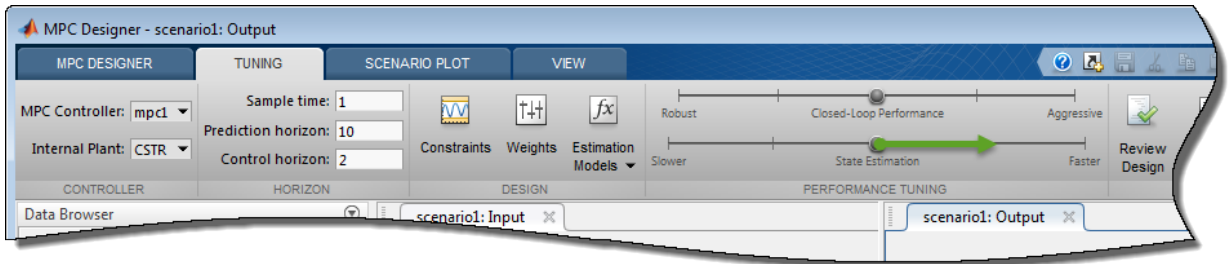 MPC Designer - scenario1: Output
MPC DESIGNER TUNING SCENARIO PLOT VIEW
MPC Controller: mpc1
Internal Plant: CSTR
CONTROLLER
Sample time: 1
Prediction horizon: 10
Control horizon: 2
HORIZON
Constraints
Weights
fx
Estimation
Models
DESIGN
Robust Closed-Loop Performance Aggressive
Slower State Estimation Faster
PERFORMANCE TUNING
Review
Design
Data Browser
scenario1: Input
scenario1: Output